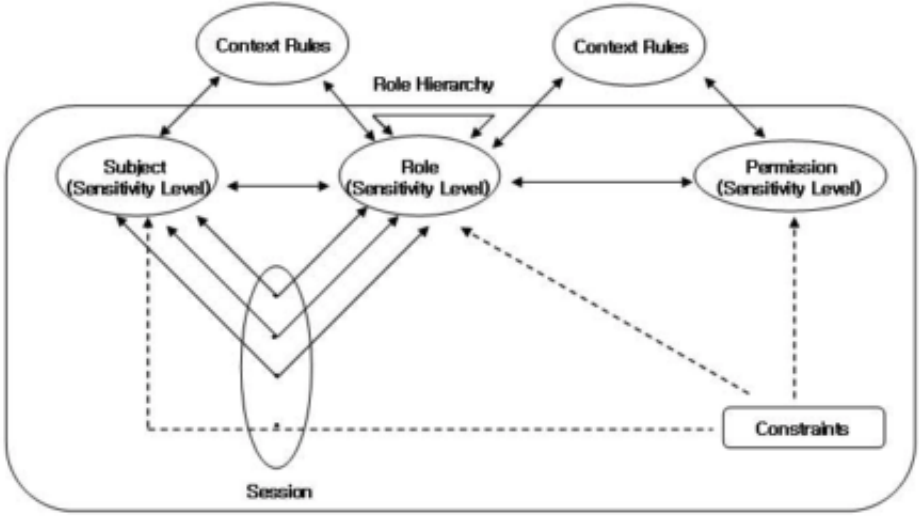 Context Rules
Context Rules
Role Hierarchy
Subject
(Sensitivity Level)
Role
(Sensitivity Level)
Permission
(Sensitivity Level)
Constraints
Session